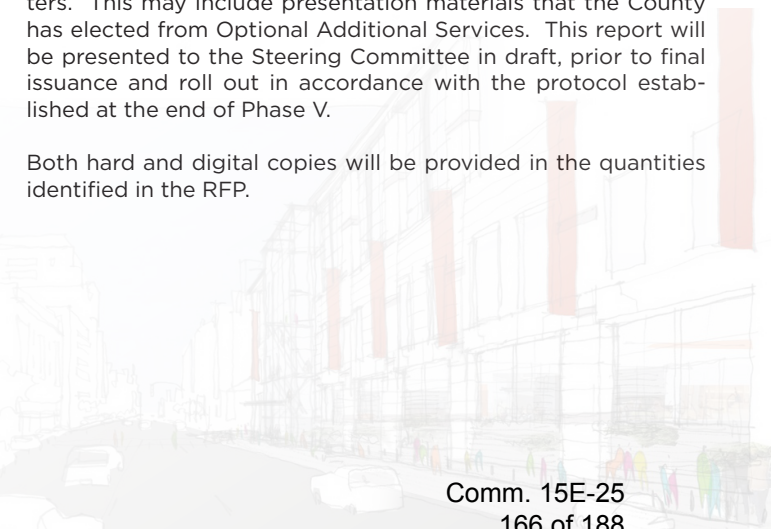 ters. This may include presentation materials that the County
has elected from Optional Additional Services. This report will
be presented to the Steering Committee in draft, prior to final
issuance and roll out in accordance with the protocol estab-
lished at the end of Phase V.
Both hard and digital copies will be provided in the quantities
identified in the RFP.
Comm. 15E-25
166 of 188